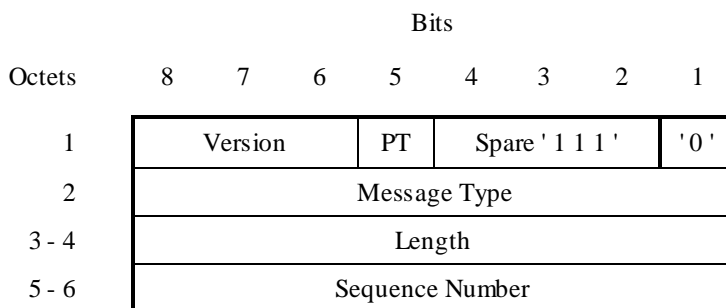 Bits
Octets 8 7 6 5 4 3 2 1
1 Version PT Spare ' 1 1 1 ' ' 0 '
2 Message Type
3 - 4 Length
5 - 6 Sequence Number